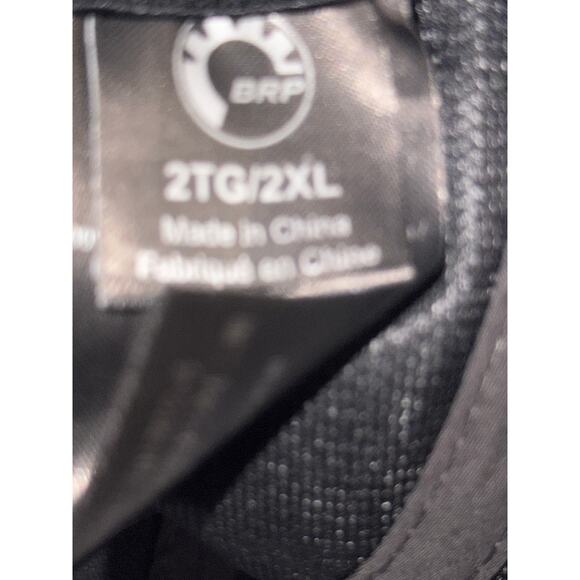 BRP
2TG/2XL
Made in China
Fabriqué en Chine